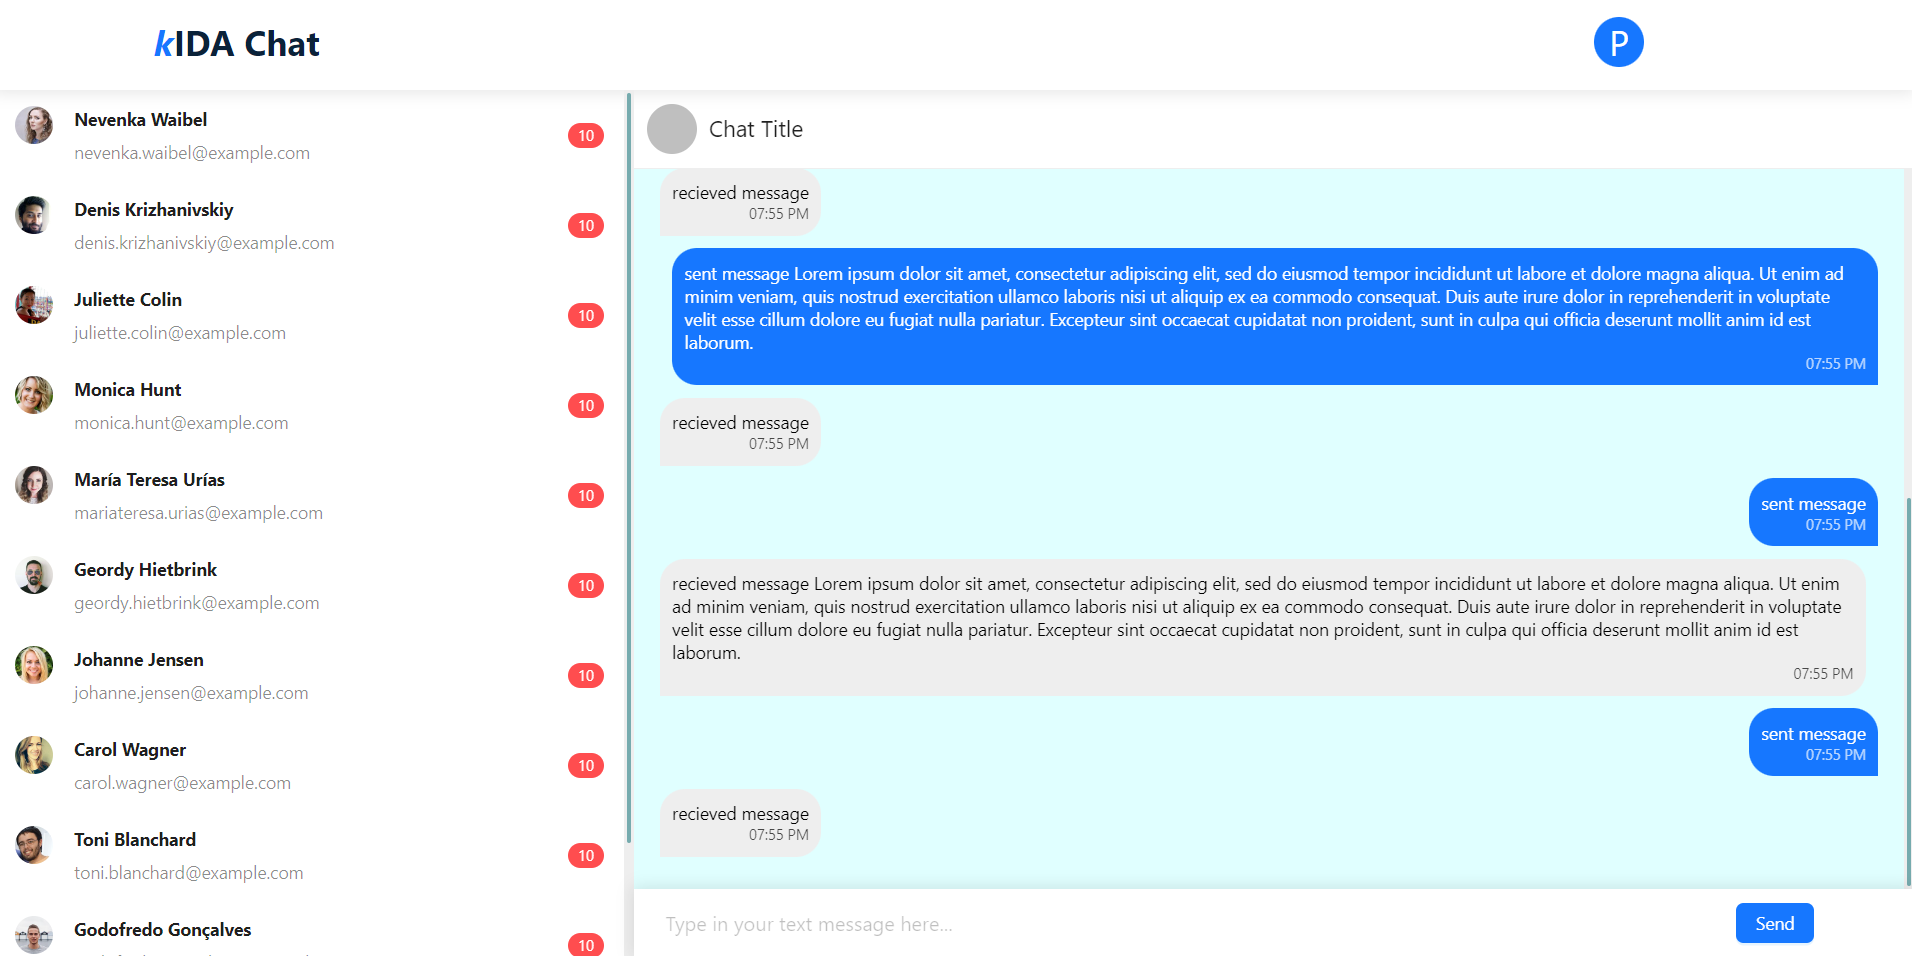 kIDA Chat
P
Nevenka Waibel
nevenka.waibel@example.com
10
Denis Krizhanivskiy
denis.krizhanivskiy@example.com
10
Juliette Colin
juliette.colin@example.com
10
Monica Hunt
monica.hunt@example.com
10
María Teresa Urías
mariateresa.urias@example.com
10
Geordy Hietbrink
geordy.hietbrink@example.com
10
Johanne Jensen
johanne.jensen@example.com
10
Carol Wagner
carol.wagner@example.com
10
Toni Blanchard
toni.blanchard@example.com
10
Godofredo Gonçalves
10
Chat Title
recieved message
07:55 PM
sent message Lorem ipsum dolor sit amet, consectetur adipiscing elit, sed do eiusmod tempor incididunt ut labore et dolore magna aliqua. Ut enim ad
minim veniam, quis nostrud exercitation ullamco laboris nisi ut aliquip ex ea commodo consequat. Duis aute irure dolor in reprehenderit in voluptate
velit esse cillum dolore eu fugiat nulla pariatur. Excepteur sint occaecat cupidatat non proident, sunt in culpa qui officia deserunt mollit anim id est
laborum.
07:55 PM
recieved message
07:55 PM
sent message
07:55 PM
recieved message Lorem ipsum dolor sit amet, consectetur adipiscing elit, sed do eiusmod tempor incididunt ut labore et dolore magna aliqua. Ut enim
ad minim veniam, quis nostrud exercitation ullamco laboris nisi ut aliquip ex ea commodo consequat. Duis aute irure dolor in reprehenderit in voluptate
velit esse cillum dolore eu fugiat nulla pariatur. Excepteur sint occaecat cupidatat non proident, sunt in culpa qui officia deserunt mollit anim id est
laborum.
07:55 PM
sent message
07:55 PM
recieved message
07:55 PM
Type in your text message here...
Send